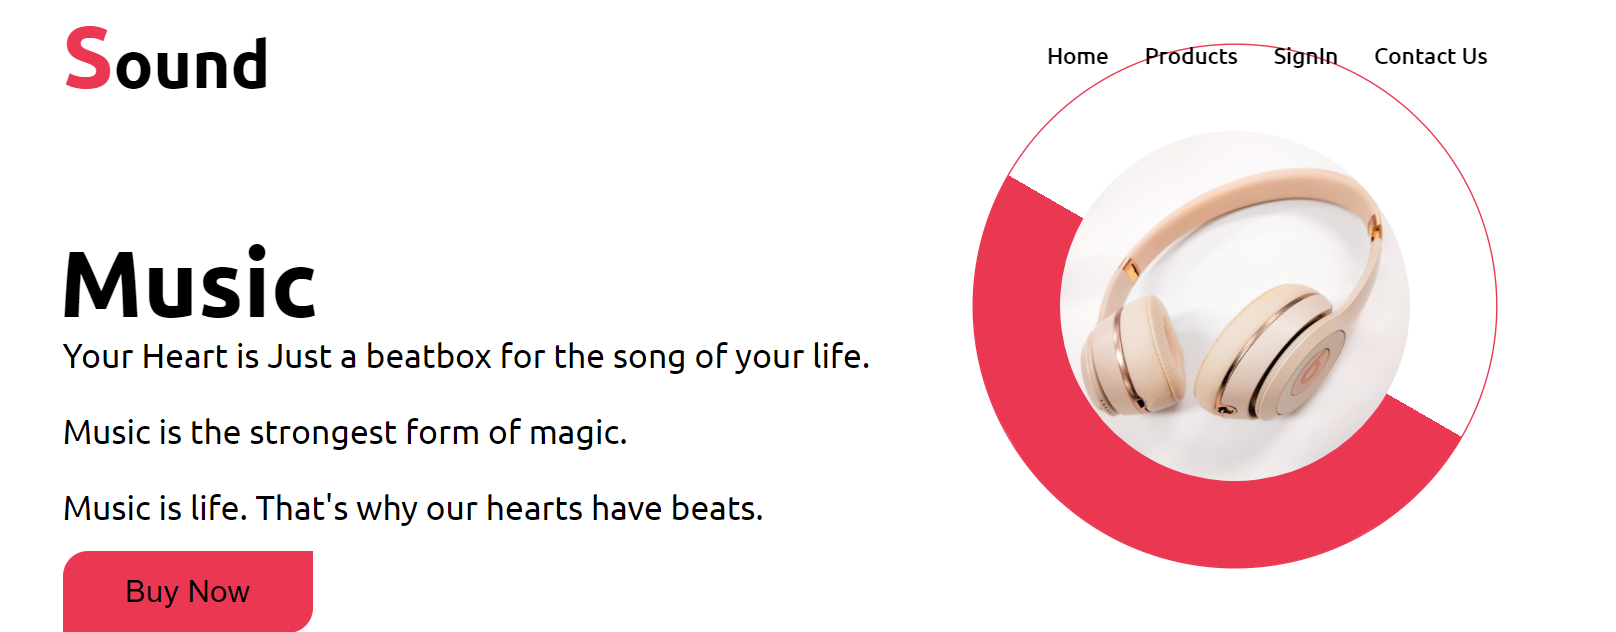 Sound
Home Products SignIn Contact Us
Music
Your Heart is Just a beatbox for the song of your life.
Music is the strongest form of magic.
Music is life. That's why our hearts have beats.
Buy Now